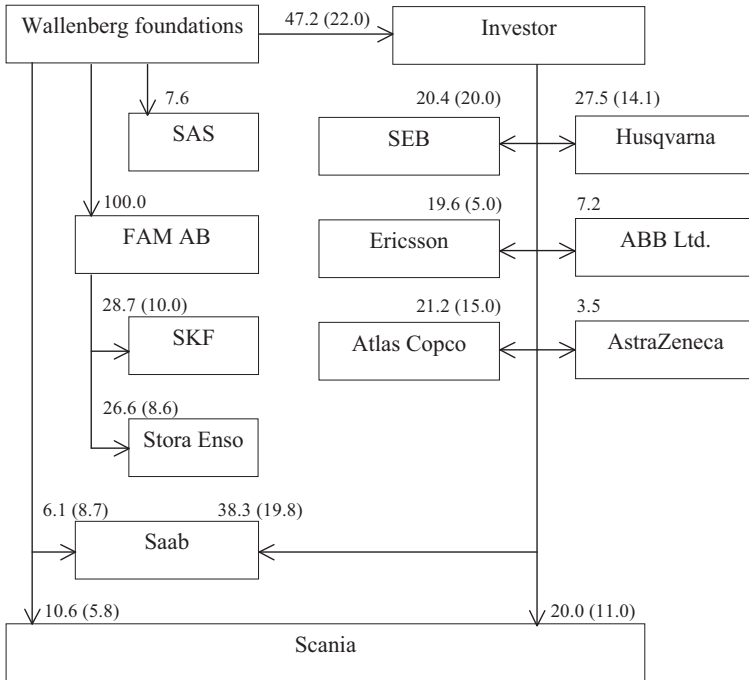 Wallenberg foundations
47.2 (22.0)
Investor
7.6
SAS
20.4 (20.0)
SEB
27.5 (14.1)
Husqvarna
100.0
FAM AB
19.6 (5.0)
Ericsson
7.2
ABB Ltd.
28.7 (10.0)
SKF
21.2 (15.0)
Atlas Copco
3.5
AstraZeneca
26.6 (8.6)
Stora Enso
6.1 (8.7)
38.3 (19.8)
Saab
10.6 (5.8)
20.0 (11.0)
Scania